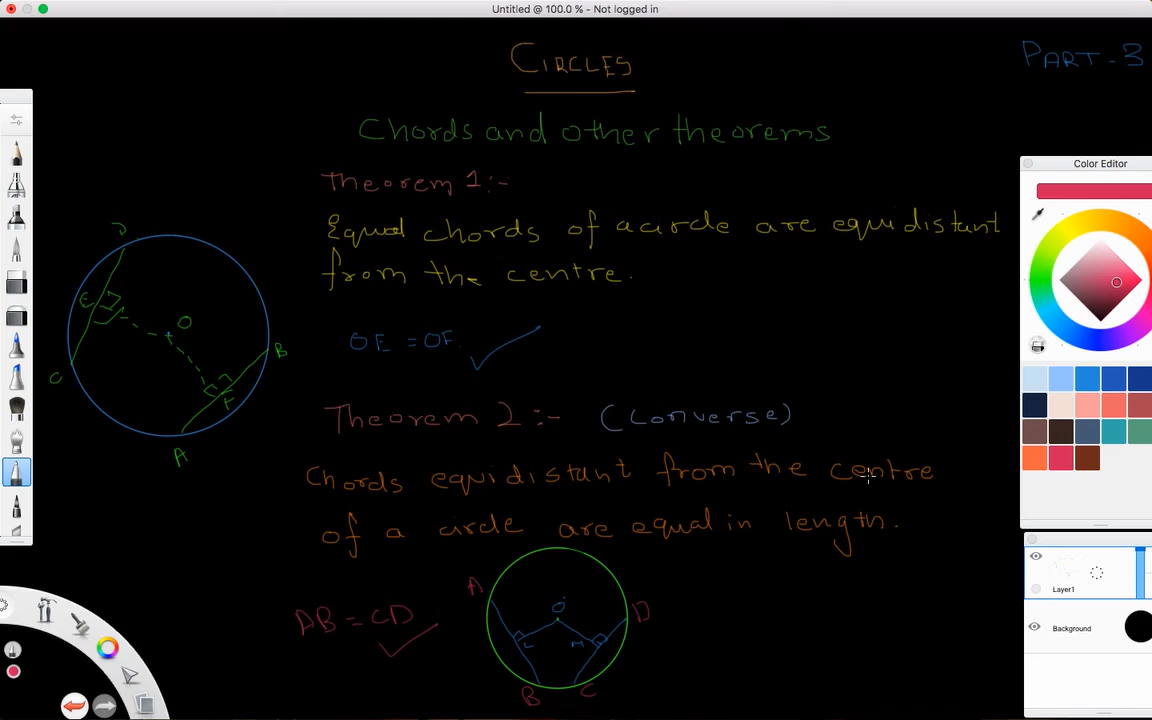 Untitled @ 100.0 % - Not logged in
CIRCLES
PART-3
Chords and other theorems
Theorem 1:-
Equal chords of a circle are equidistant
from the centre.
OE = OF.
Theorem 2:- (Converse)
Chords equidistant from the centre
of a circle are equal in length.
AB = CD
D
E
O
B
C
F
A
A
O
D
L
M
B
C
Color Editor
Layer1
Background